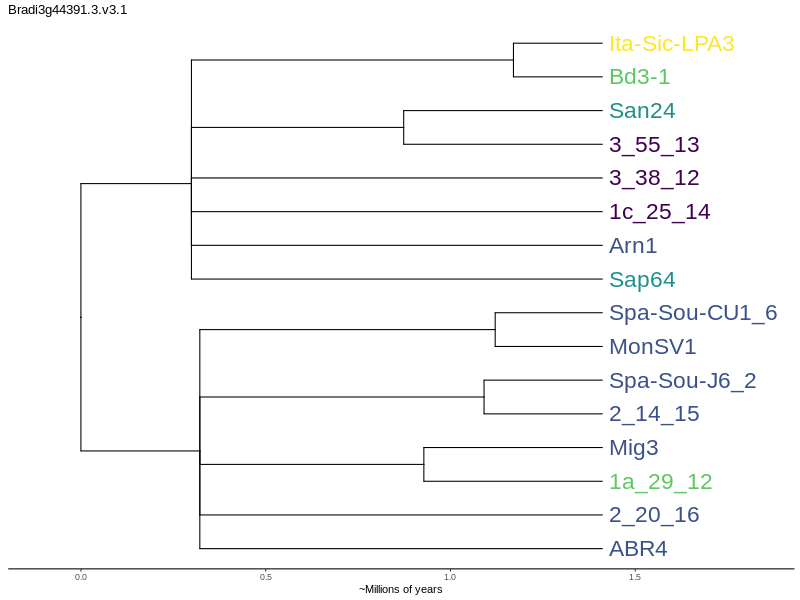 Bradi3g44391.3.v3.1
Ita-Sic-LPA3
Bd3-1
San24
3_55_13
3_38_12
1c_25_14
Arn1
Sap64
Spa-Sou-CU1_6
MonSV1
Spa-Sou-J6_2
2_14_15
Mig3
1a_29_12
2_20_16
ABR4
0.0 0.5 1.0 1.5
~Millions of years